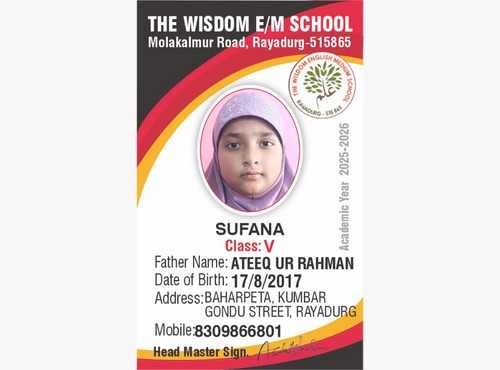 THE WISDOM E/M SCHOOL
Molakalmur Road, Rayadurg-515865
THE WISDOM ENGLISH MEDIUM SCHOOL
علم
RAYADURG - 515 865
Academic Year 2025-2026
SUFANA
Class: V
Father Name: ATEEQ UR RAHMAN
Date of Birth: 17/8/2017
Address: BAHARPETA, KUMBAR
GONDU STREET, RAYADURG
Mobile: 8309866801
Head Master Sign.